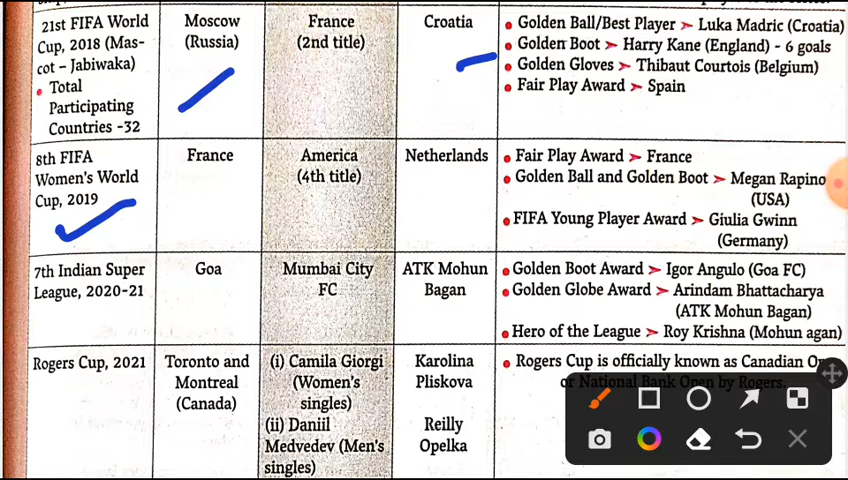 21st FIFA World
Cup, 2018 (Mas-
cot – Jabiwaka)
Total
Participating
Countries -32
Moscow
(Russia)
France
(2nd title)
Croatia
Golden Ball/Best Player ➢ Luka Madric (Croatia)
Golden Boot ➢ Harry Kane (England) - 6 goals
Golden Gloves ➢ Thibaut Courtois (Belgium)
Fair Play Award ➢ Spain
8th FIFA
Women's World
Cup, 2019
France
America
(4th title)
Netherlands
Fair Play Award ➢ France
Golden Ball and Golden Boot ➢ Megan Rapino
(USA)
FIFA Young Player Award ➢ Giulia Gwinn
(Germany)
7th Indian Super
League, 2020-21
Goa
Mumbai City
FC
ATK Mohun
Bagan
Golden Boot Award ➢ Igor Angulo (Goa FC)
Golden Globe Award ➢ Arindam Bhattacharya
(ATK Mohun Bagan)
Hero of the League ➢ Roy Krishna (Mohun agan)
Rogers Cup, 2021
Toronto and
Montreal
(Canada)
(i) Camila Giorgi
(Women's
singles)
(ii) Daniil
Medvedev (Men's
singles)
Karolina
Pliskova
Reilly
Opelka
Rogers Cup is officially known as Canadian O
or National Bank Open by Rogers.